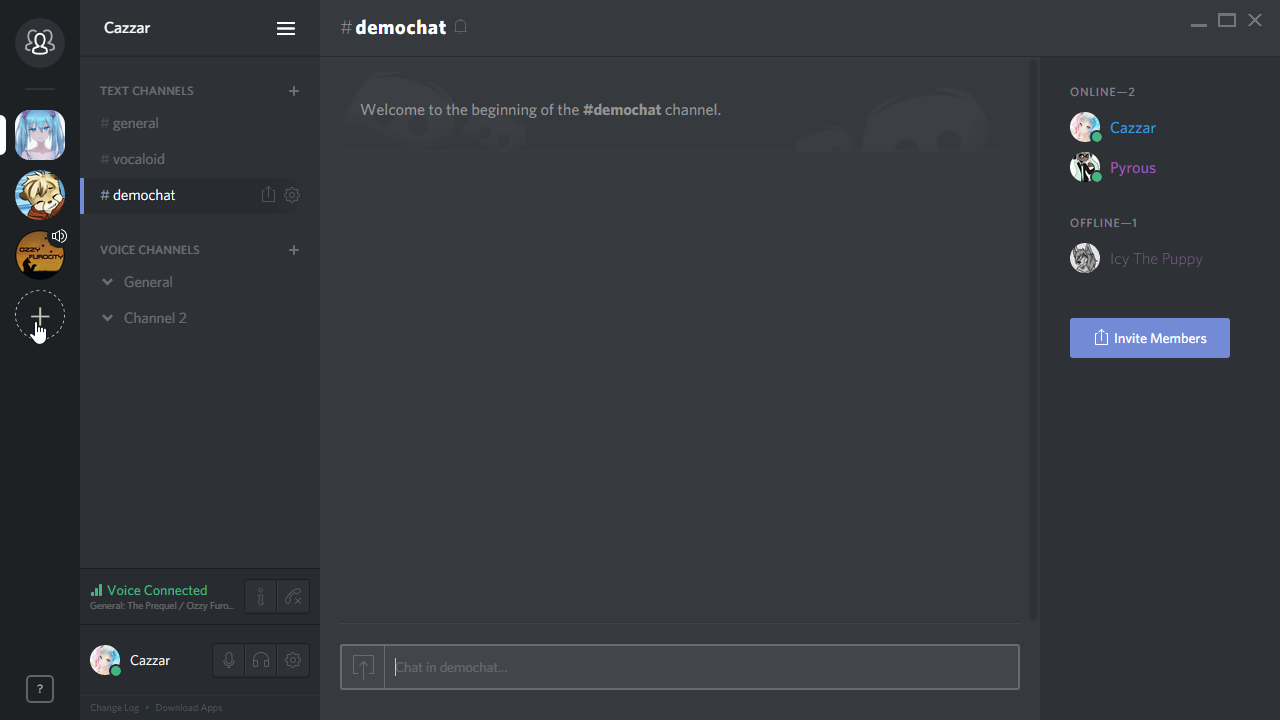 Cazzar
#demochat
TEXT CHANNELS
# general
# vocaloid
# demochat
VOICE CHANNELS
General
Channel 2
OZZY
FUROCITY
Voice Connected
General: The Prequel / Ozzy Furo...
Cazzar
?
Change Log • Download Apps
Welcome to the beginning of the #demochat channel.
Chat in demochat...
ONLINE—2
Cazzar
Pyrous
OFFLINE—1
Icy The Puppy
Invite Members